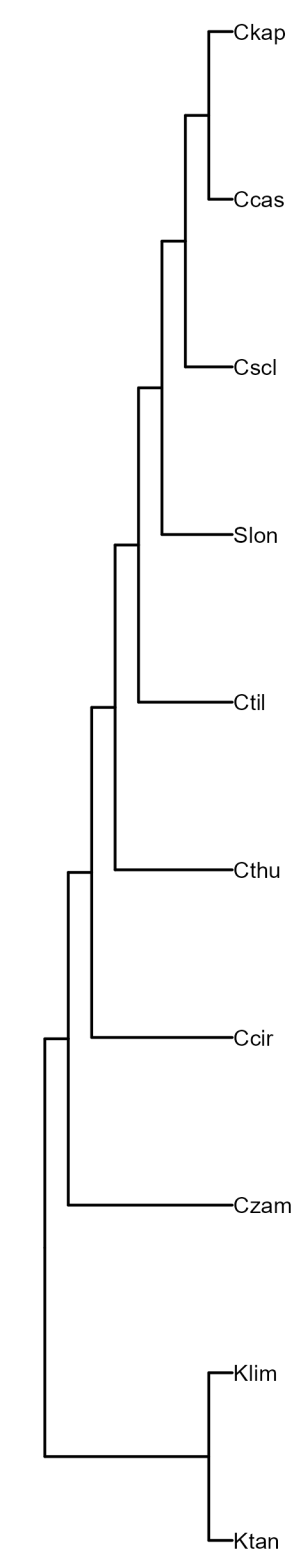 Ckap
Ccas
Cscl
Slon
Ctil
Cthu
Ccir
Czam
Klim
Ktan